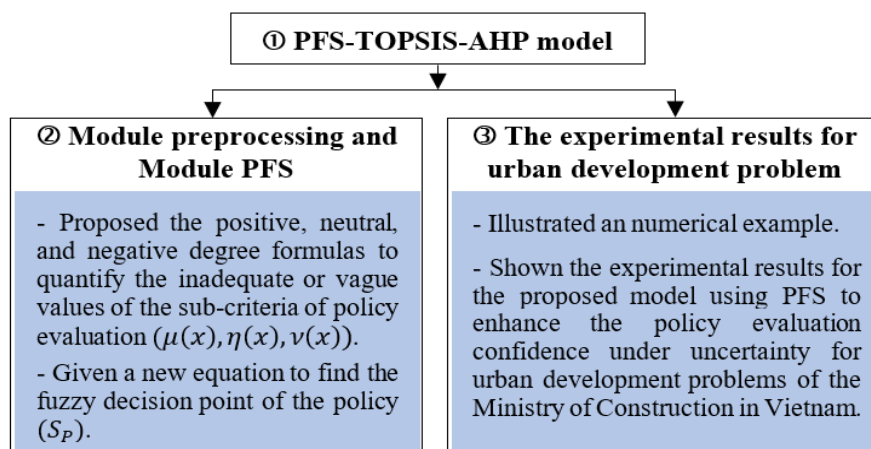 ① PFS-TOPSIS-AHP model
② Module preprocessing and
Module PFS
- Proposed the positive, neutral,
and negative degree formulas to
quantify the inadequate or vague
values of the sub-criteria of policy
evaluation (μ(x), η(x), ν(x)).
- Given a new equation to find the
fuzzy decision point of the policy
(S_P).
③ The experimental results for
urban development problem
- Illustrated an numerical example.
- Shown the experimental results for
the proposed model using PFS to
enhance the policy evaluation
confidence under uncertainty for
urban development problems of the
Ministry of Construction in Vietnam.